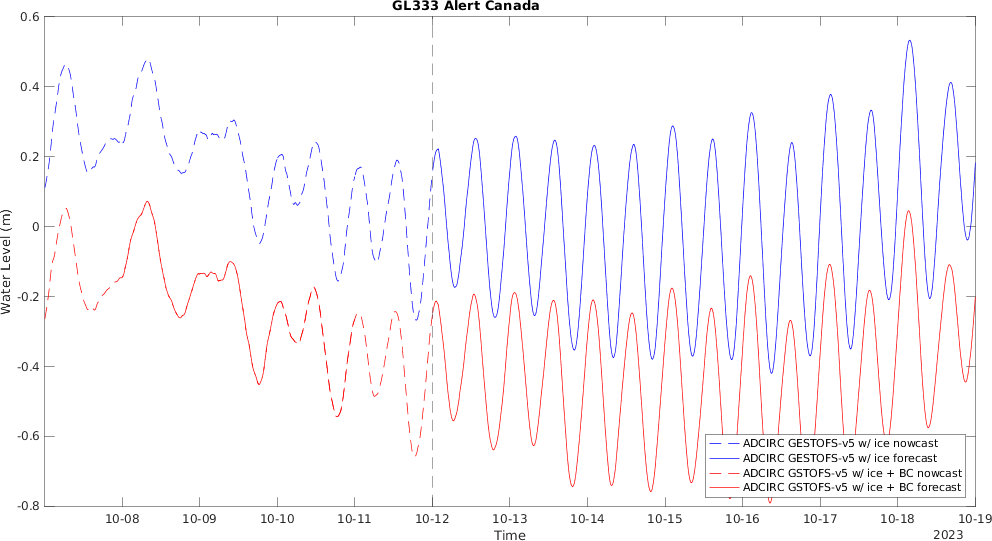 GL333 Alert Canada
Water Level (m)
0.6
0.4
0.2
0
-0.2
-0.4
-0.6
-0.8
ADCIRC GESTOFS-v5 w/ ice nowcast
ADCIRC GESTOFS-v5 w/ ice forecast
ADCIRC GSTOFS-v5 w/ ice + BC nowcast
ADCIRC GSTOFS-v5 w/ ice + BC forecast
10-08 10-09 10-10 10-11 10-12 10-13 10-14 10-15 10-16 10-17 10-18 10-19
Time
2023